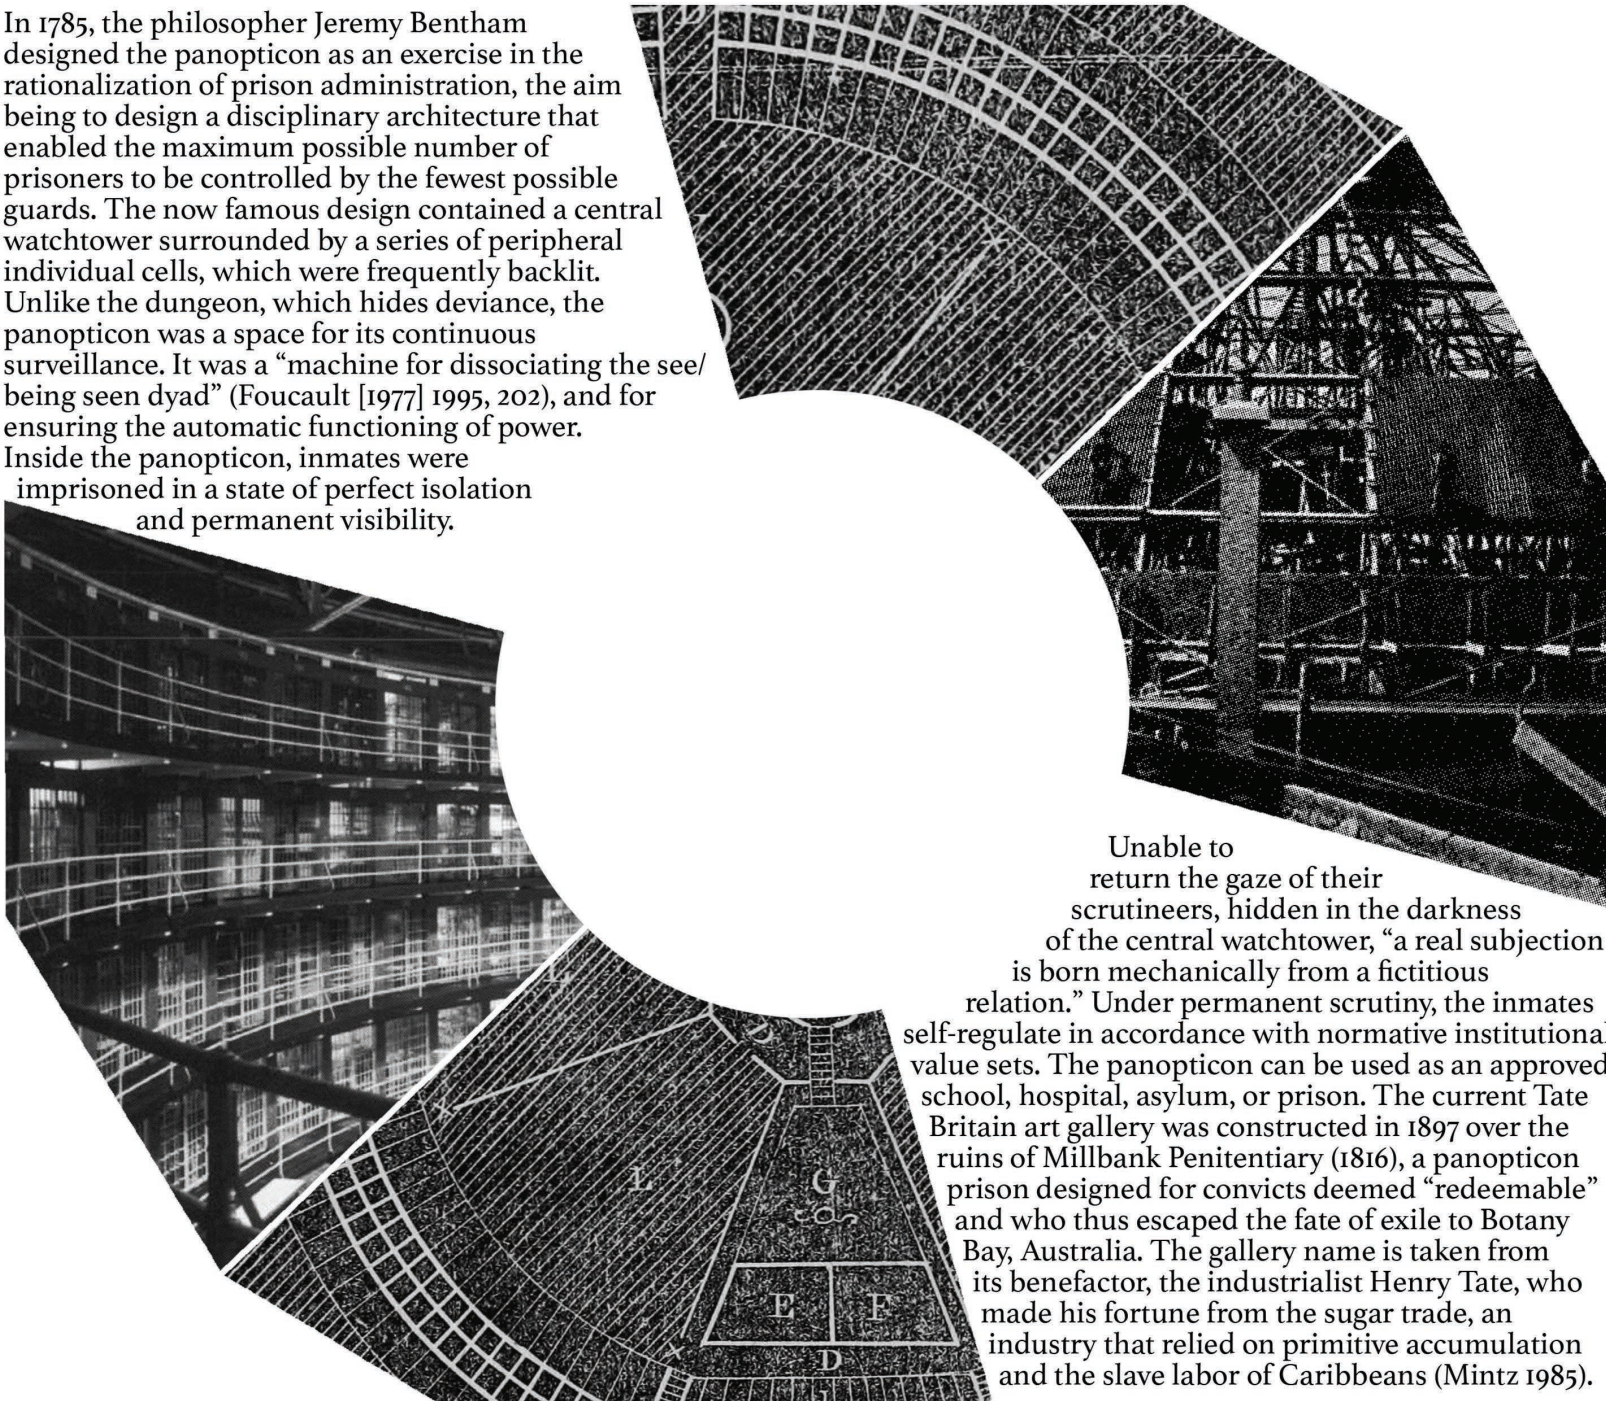 In 1785, the philosopher Jeremy Bentham
designed the panopticon as an exercise in the
rationalization of prison administration, the aim
being to design a disciplinary architecture that
enabled the maximum possible number of
prisoners to be controlled by the fewest possible
guards. The now famous design contained a central
watchtower surrounded by a series of peripheral
individual cells, which were frequently backlit.
Unlike the dungeon, which hides deviance, the
panopticon was a space for its continuous
surveillance. It was a “machine for dissociating the see/
being seen dyad” (Foucault [1977] 1995, 202), and for
ensuring the automatic functioning of power.
Inside the panopticon, inmates were
imprisoned in a state of perfect isolation
and permanent visibility.
Unable to
return the gaze of their
scrutineers, hidden in the darkness
of the central watchtower, “a real subjection
is born mechanically from a fictitious
relation.” Under permanent scrutiny, the inmates
self-regulate in accordance with normative institutional
value sets. The panopticon can be used as an approved
school, hospital, asylum, or prison. The current Tate
Britain art gallery was constructed in 1897 over the
ruins of Millbank Penitentiary (1816), a panopticon
prison designed for convicts deemed “redeemable”
and who thus escaped the fate of exile to Botany
Bay, Australia. The gallery name is taken from
its benefactor, the industrialist Henry Tate, who
made his fortune from the sugar trade, an
industry that relied on primitive accumulation
and the slave labor of Caribbeans (Mintz 1985).
L
G
E F
D